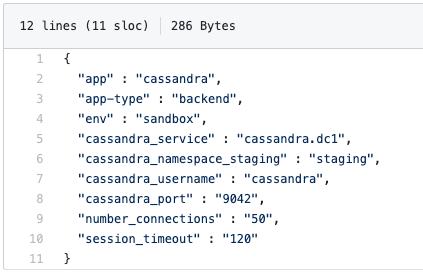 12 lines (11 sloc) 286 Bytes
1 {
2 "app" : "cassandra",
3 "app-type" : "backend",
4 "env" : "sandbox",
5 "cassandra_service" : "cassandra.dc1",
6 "cassandra_namespace_staging" : "staging",
7 "cassandra_username" : "cassandra",
8 "cassandra_port" : "9042",
9 "number_connections" : "50",
10 "session_timeout" : "120"
11 }